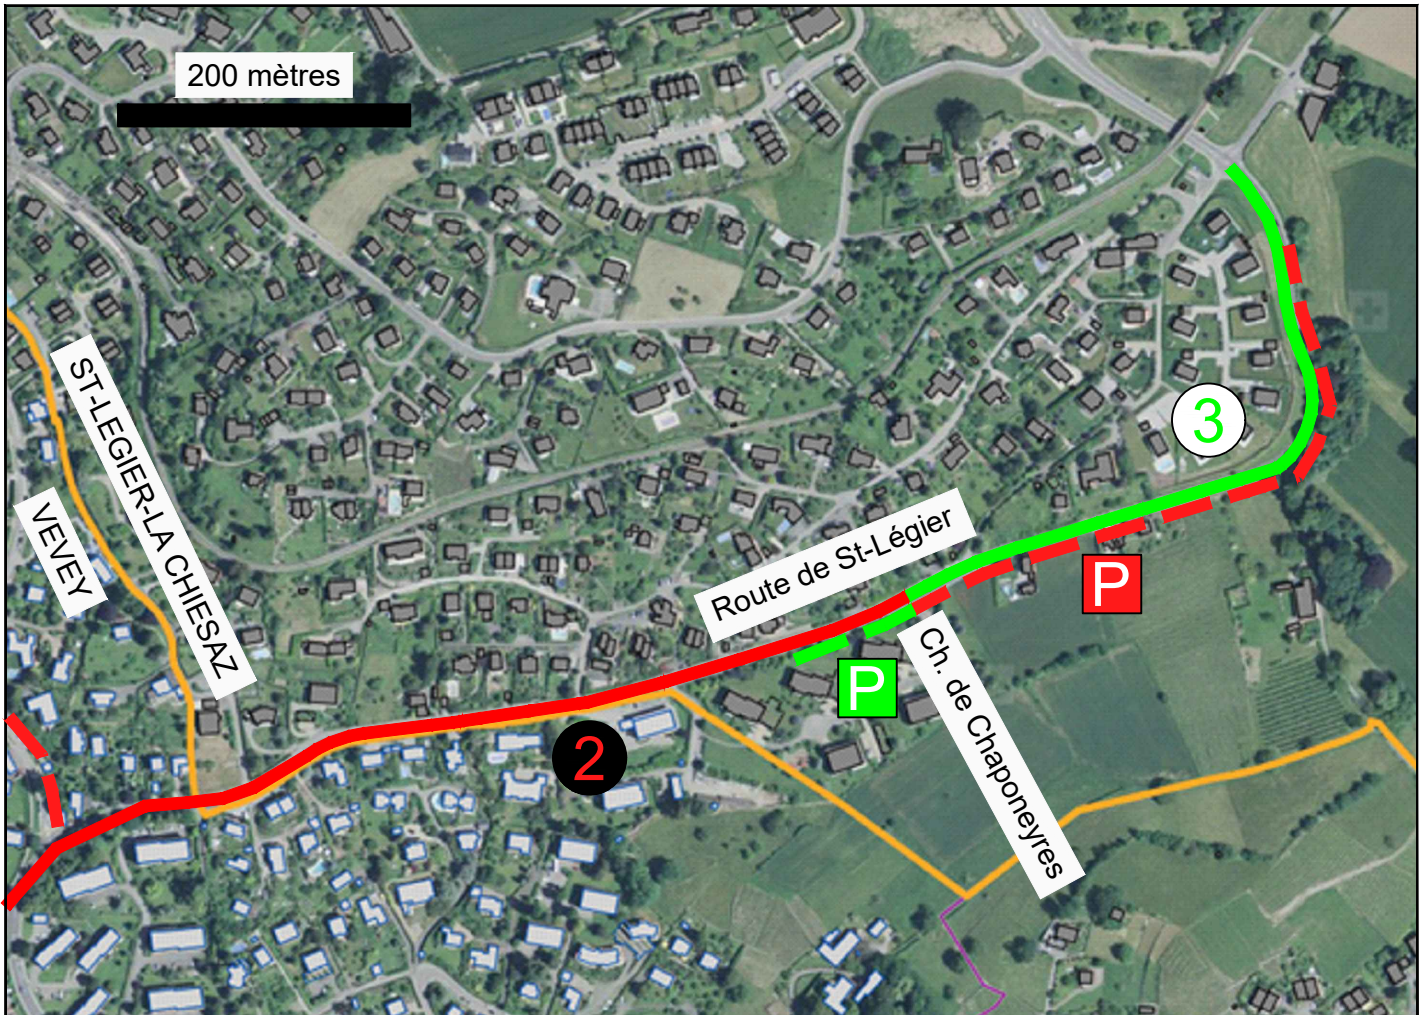 200 mètres
ST-LEGIER-LA CHIESAZ
VEVEY
3
Route de St-Légier
P
P
Ch. de Chaponeyres
2